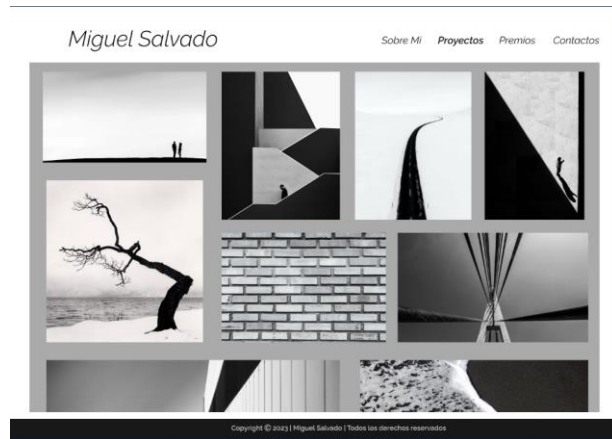 Miguel Salvado
Sobre Mi Proyectos Premios Contactos
Copyright © 2023 | Miguel Salvado | Todos los derechos reservados